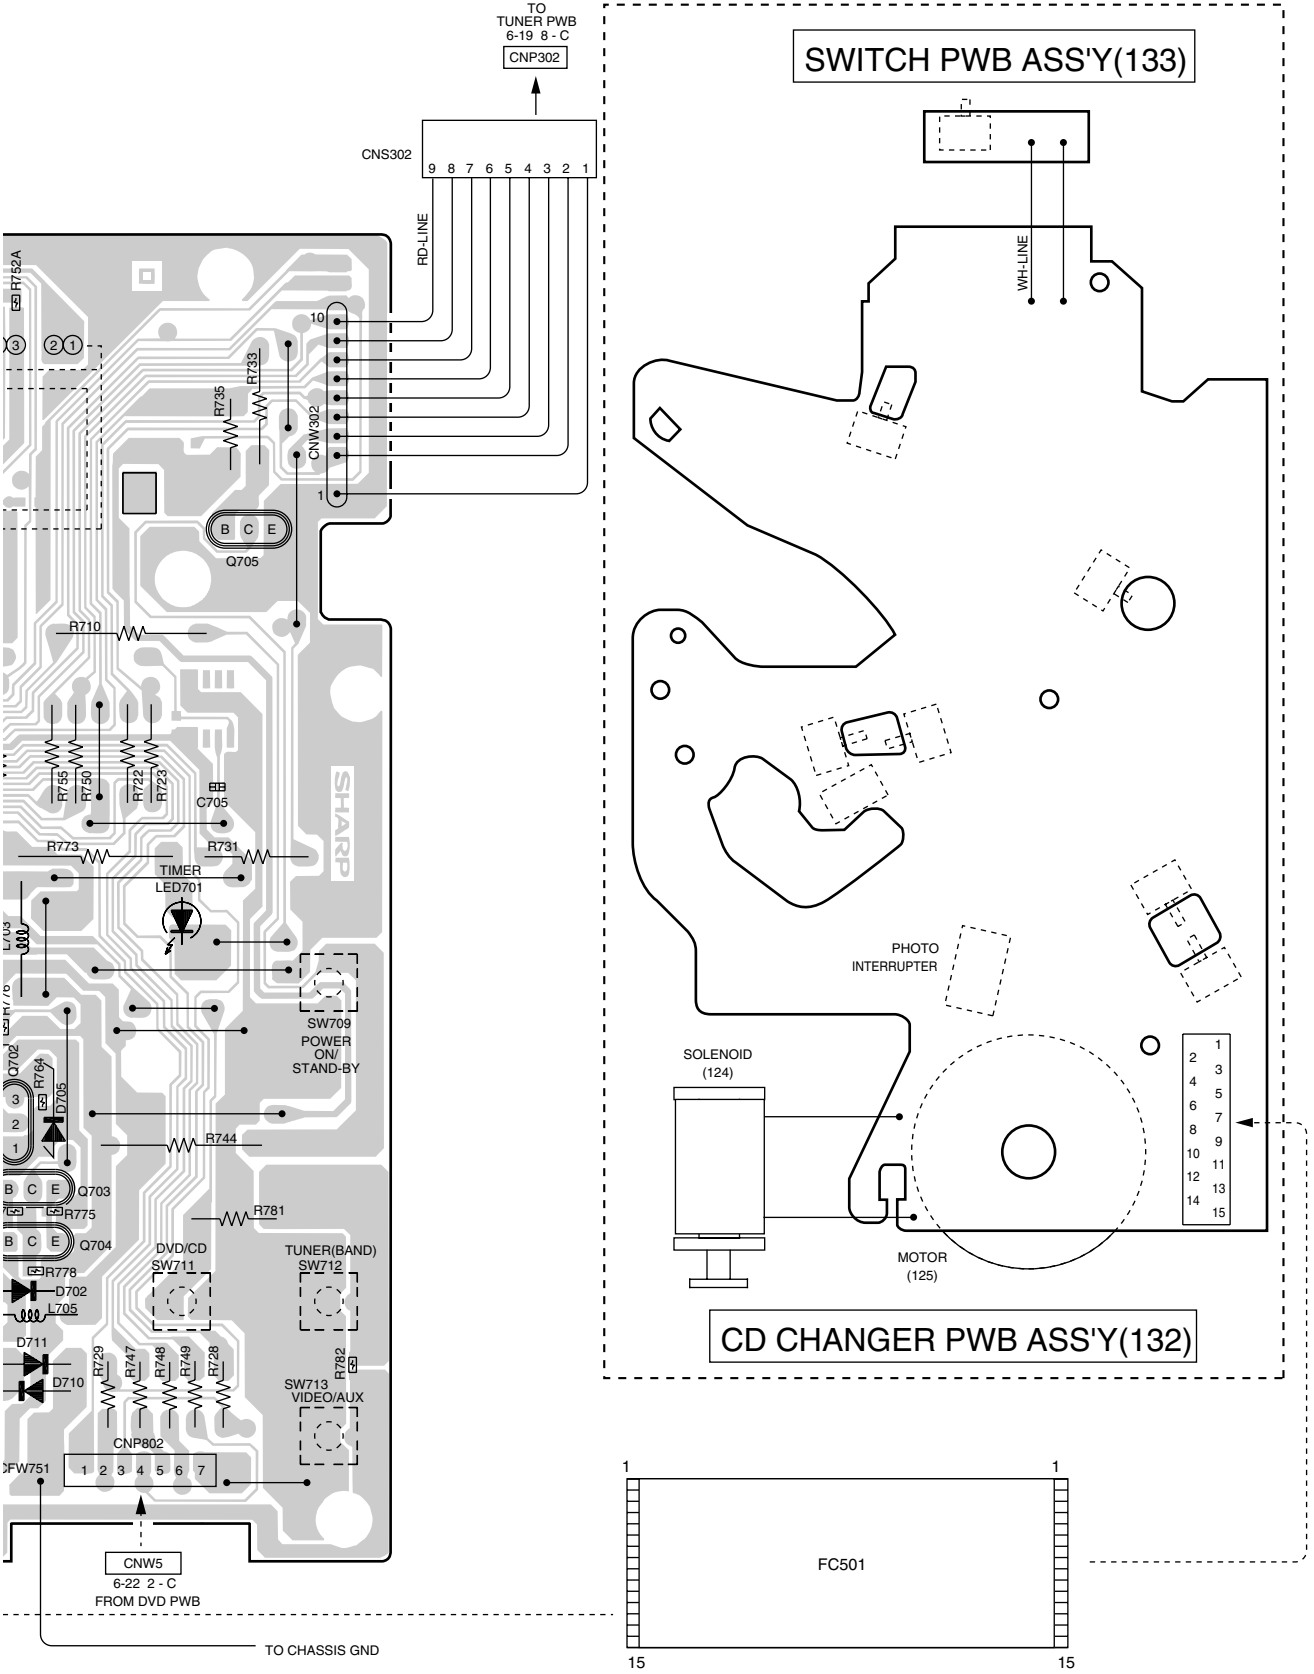 TO
TUNER PWB
6-19 8 - C
CNP302
SWITCH PWB ASS'Y(133)
CNS302
9 8 7 6 5 4 3 2 1
RD-LINE
WH-LINE
R752A
3 2 1
10
R733
R735
CNW302
1
B C E
Q705
R710
R755
R750
R722
R723
C705
SHARP
R773
R731
TIMER
LED701
L703
R776
SW709
POWER
ON/
STAND-BY
Q702
R764
D705
3
2
1
R744
B C E
Q703
R775
R781
B C E
Q704
R778
D702
L705
DVD/CD
SW711
TUNER(BAND)
SW712
D711
D710
R729
R747
R748
R749
R728
R782
SW713
VIDEO/AUX
CNP802
1 2 3 4 5 6 7
CFW751
CNW5
6-22 2 - C
FROM DVD PWB
TO CHASSIS GND
PHOTO
INTERRUPTER
SOLENOID
(124)
MOTOR
(125)
1
2
3
4
5
6
7
8
9
10
11
12
13
14
15
CD CHANGER PWB ASS'Y(132)
1 1
FC501
15 15